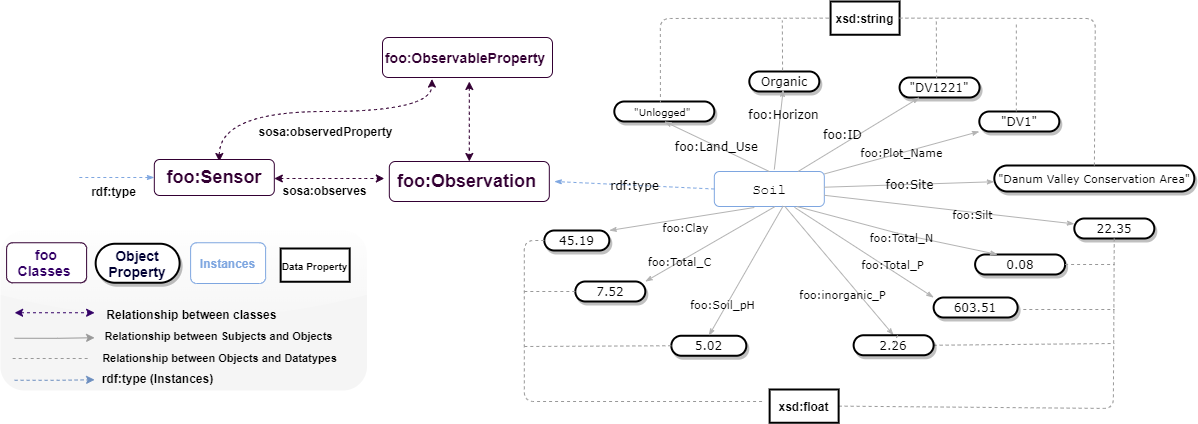 xsd:string
foo:ObservableProperty
Organic
"DV1221"
"Unlogged"
foo:Horizon
"DV1"
sosa:observedProperty
foo:ID
foo:Land_Use
foo:Plot_Name
foo:Sensor
foo:Observation
rdf:type
sosa:observes
rdf:type
Soil
foo:Site
"Danum Valley Conservation Area"
foo:Silt
22.35
foo:Clay
45.19
foo:Total_N
0.08
foo:Total_C
foo:Total_P
7.52
foo:inorganic_P
foo:Soil_pH
603.51
5.02
2.26
xsd:float
foo
Classes
Object
Property
Instances
Data Property
Relationship between classes
Relationship between Subjects and Objects
Relationship between Objects and Datatypes
rdf:type (Instances)